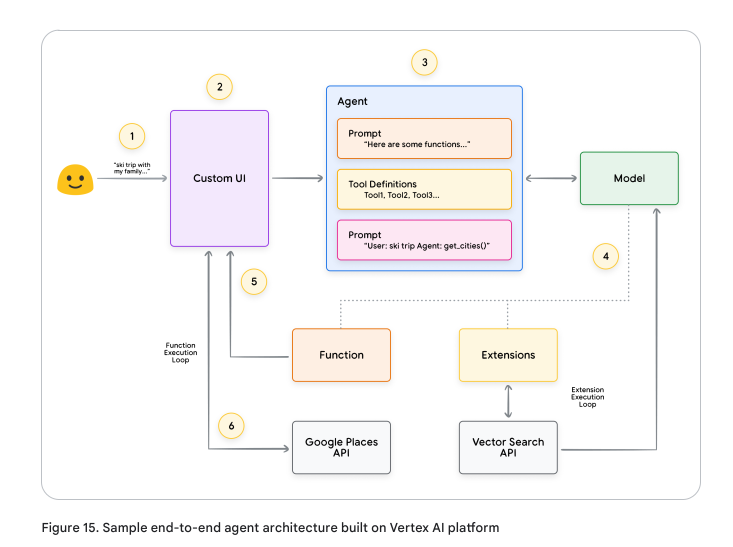 3
2
Agent
1
Prompt
"Here are some functions..."
"ski trip with
my family..."
Custom UI
Tool Definitions
Tool1, Tool2, Tool3...
Model
Prompt
"User: ski trip Agent: get_cities()"
4
5
Function
Execution
Loop
Function
Extensions
Extension
Execution
Loop
6
Google Places
API
Vector Search
API
Figure 15. Sample end-to-end agent architecture built on Vertex AI platform